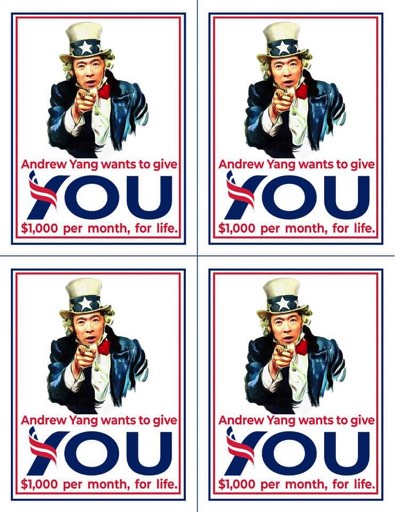 Andrew Yang wants to give
YOU
$1,000 per month, for life.
Andrew Yang wants to give
YOU
$1,000 per month, for life.
Andrew Yang wants to give
YOU
$1,000 per month, for life.
Andrew Yang wants to give
YOU
$1,000 per month, for life.